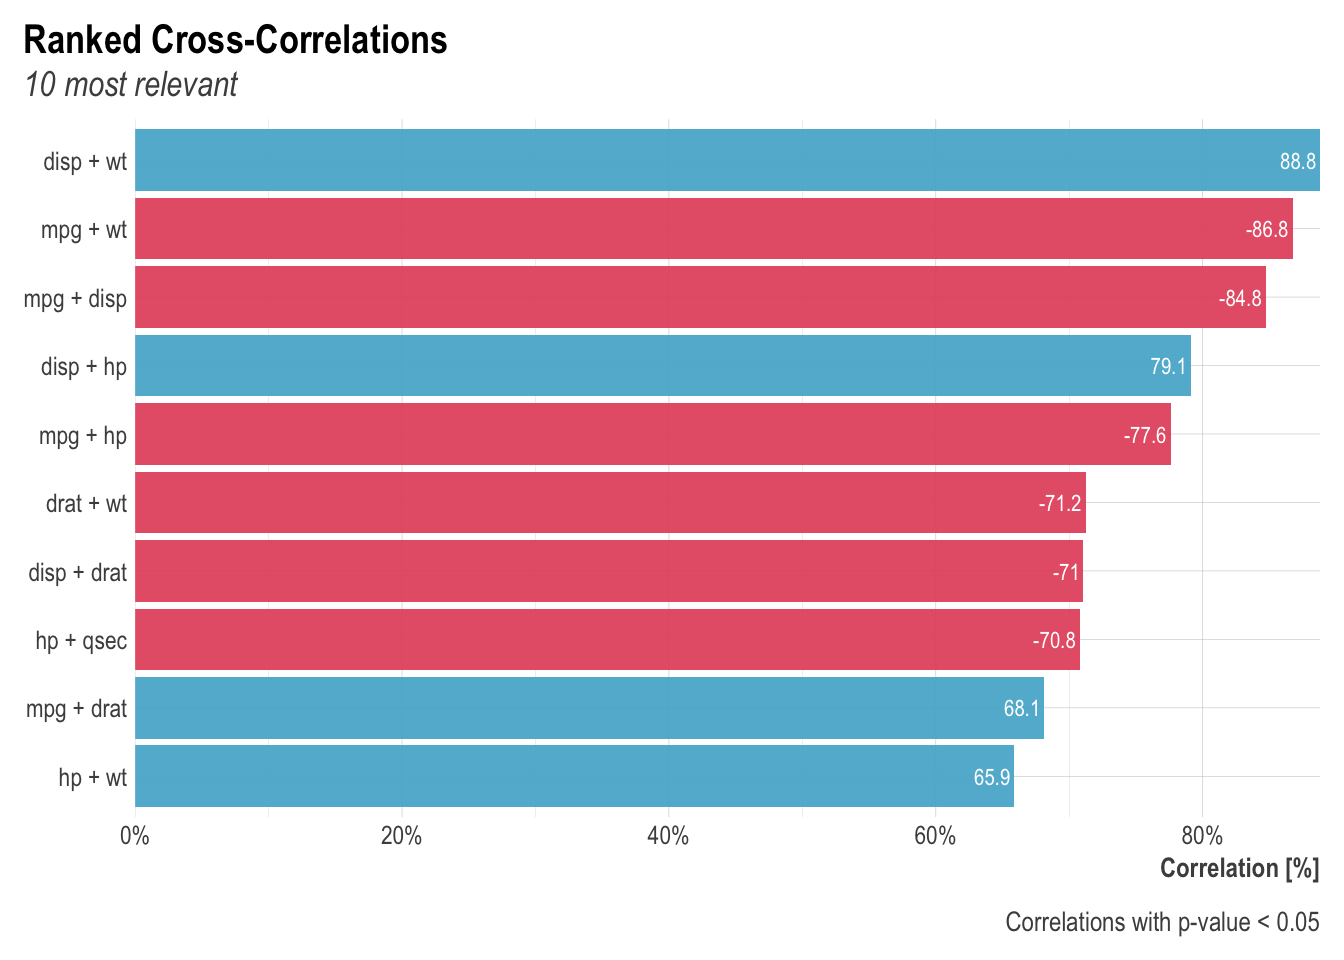 Ranked Cross-Correlations
10 most relevant
disp + wt 88.8
mpg + wt -86.8
mpg + disp -84.8
disp + hp 79.1
mpg + hp -77.6
drat + wt -71.2
disp + drat -71
hp + qsec -70.8
mpg + drat 68.1
hp + wt 65.9
0% 20% 40% 60% 80%
Correlation [%]
Correlations with p-value < 0.05